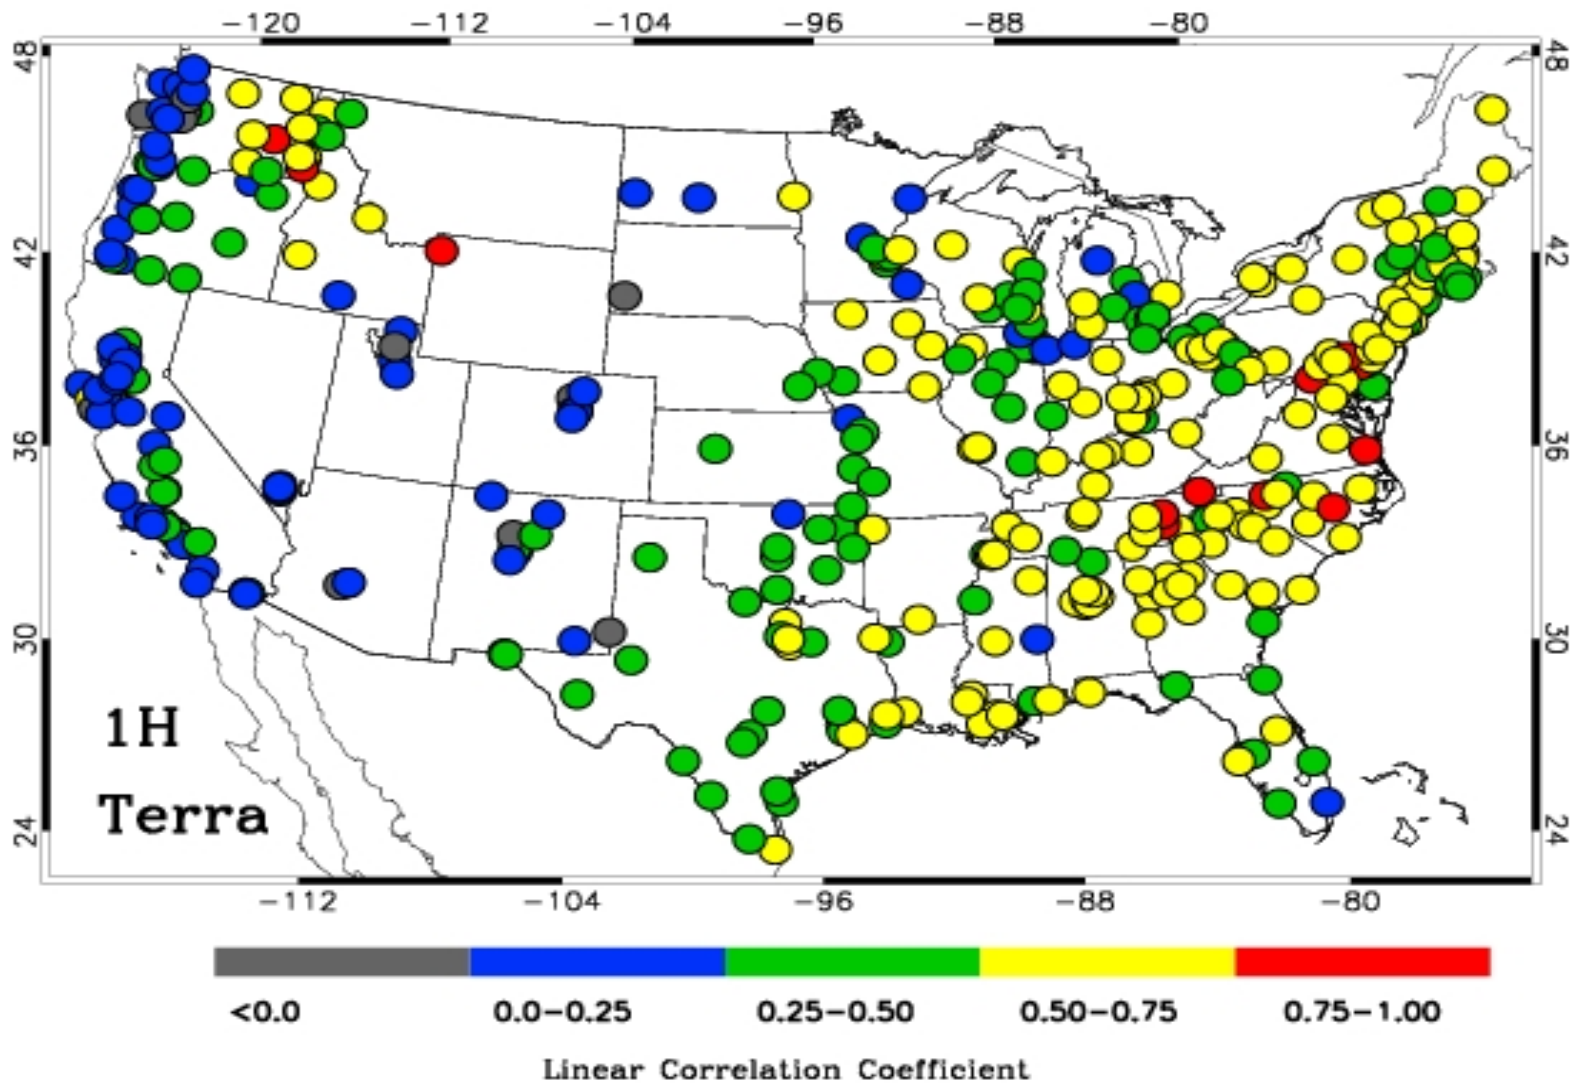 −120 −112 −104 −96 −88 −80
48 48
42 42
36 36
30 30
24 24
1H
Terra
−112 −104 −96 −88 −80
<0.0 0.0−0.25 0.25−0.50 0.50−0.75 0.75−1.00
Linear Correlation Coefficient